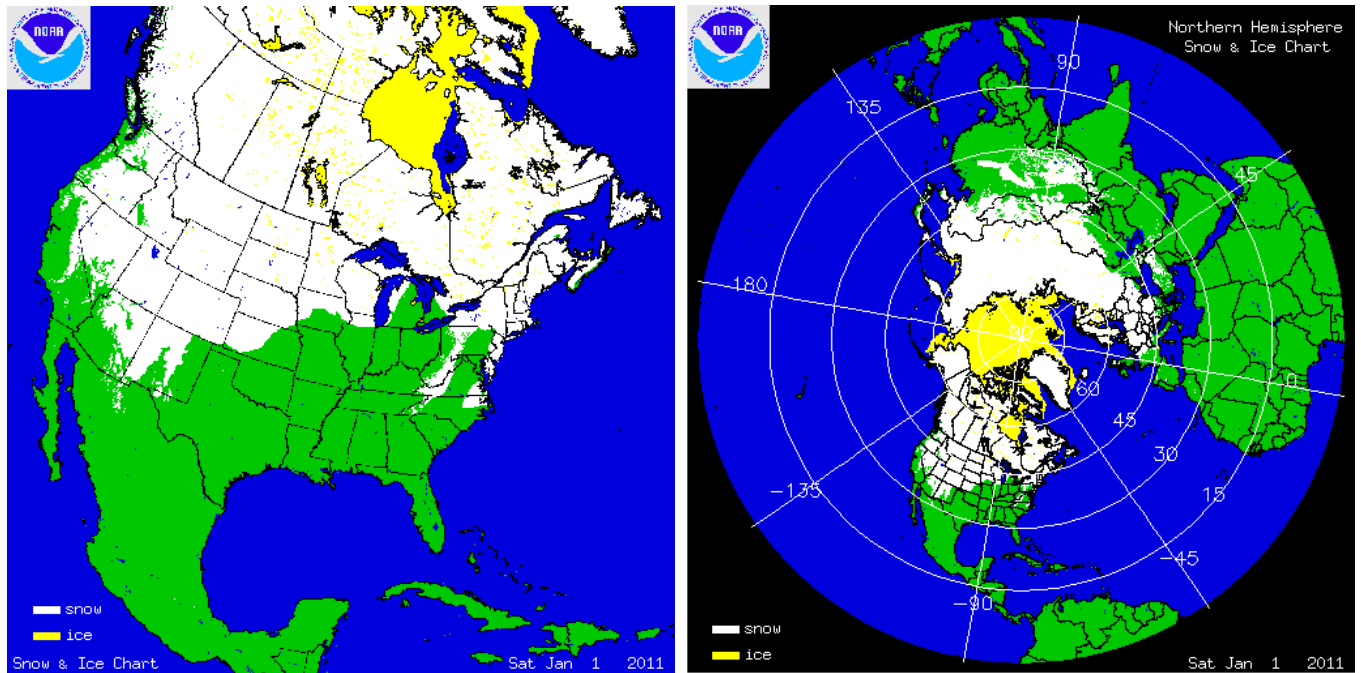 NOAA
snow
ice
Snow & Ice Chart
Sat Jan 1 2011
NOAA
Northern Hemisphere
Snow & Ice Chart
90
135
45
180
90
0
60
45
30
-135
15
-45
-90
snow
ice
Sat Jan 1 2011